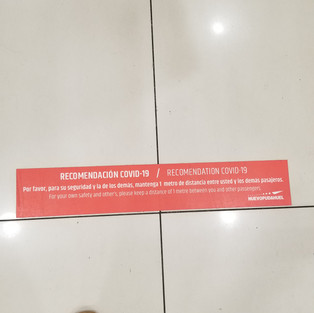 RECOMENDACIÓN COVID-19 / RECOMENDATION COVID-19
Por favor, para su seguridad y la de los demás, mantenga 1 metro de distancia entre usted y los demás pasajeros.
For your own safety and other's, please keep a distance of 1 metre between you and other passengers.
NUEVOPUDAHUEL